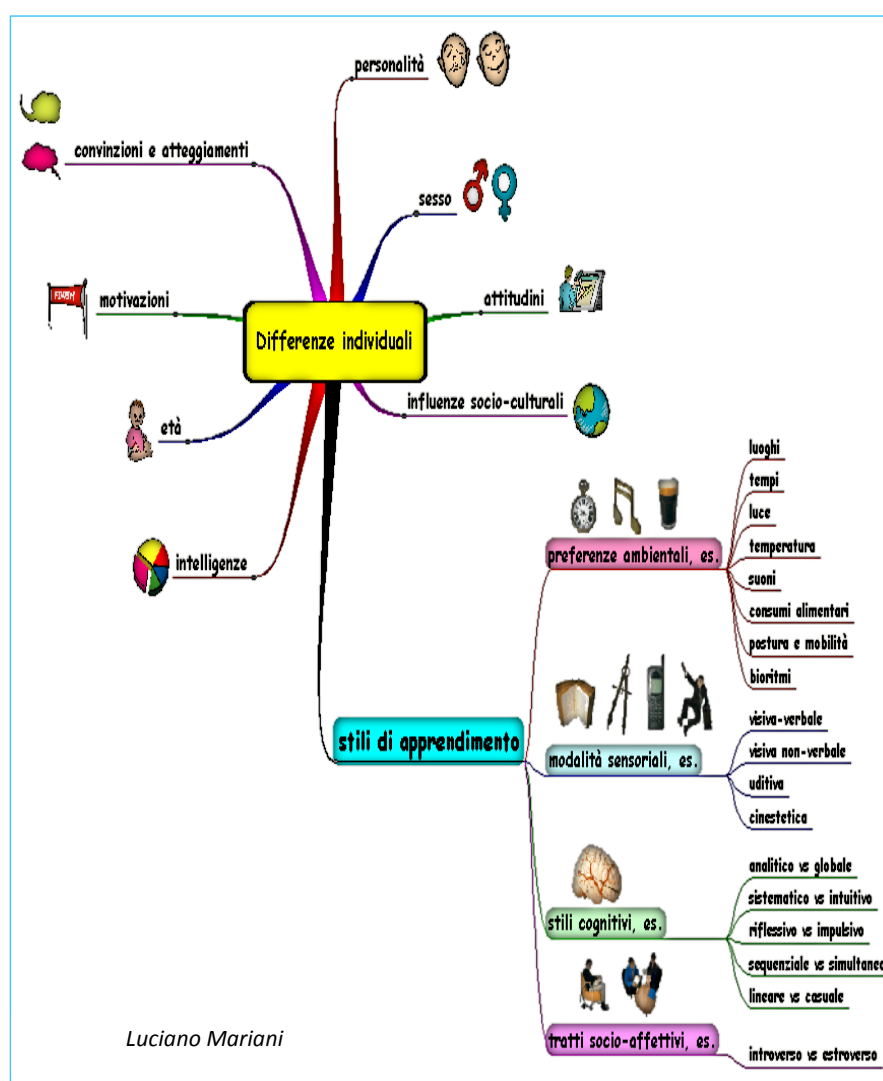 personalità
convinzioni e atteggiamenti
sesso
motivazioni
attitudini
Differenze individuali
influenze socio-culturali
età
intelligenze
stili di apprendimento
preferenze ambientali, es.
luoghi
tempi
luce
temperatura
suoni
consumi alimentari
postura e mobilità
bioritmi
modalità sensoriali, es.
visiva-verbale
visiva non-verbale
uditiva
cinestetica
stili cognitivi, es.
analitico vs globale
sistematico vs intuitivo
riflessivo vs impulsivo
sequenziale vs simultaneo
lineare vs casuale
tratti socio-affettivi, es.
introverso vs estroverso
Luciano Mariani